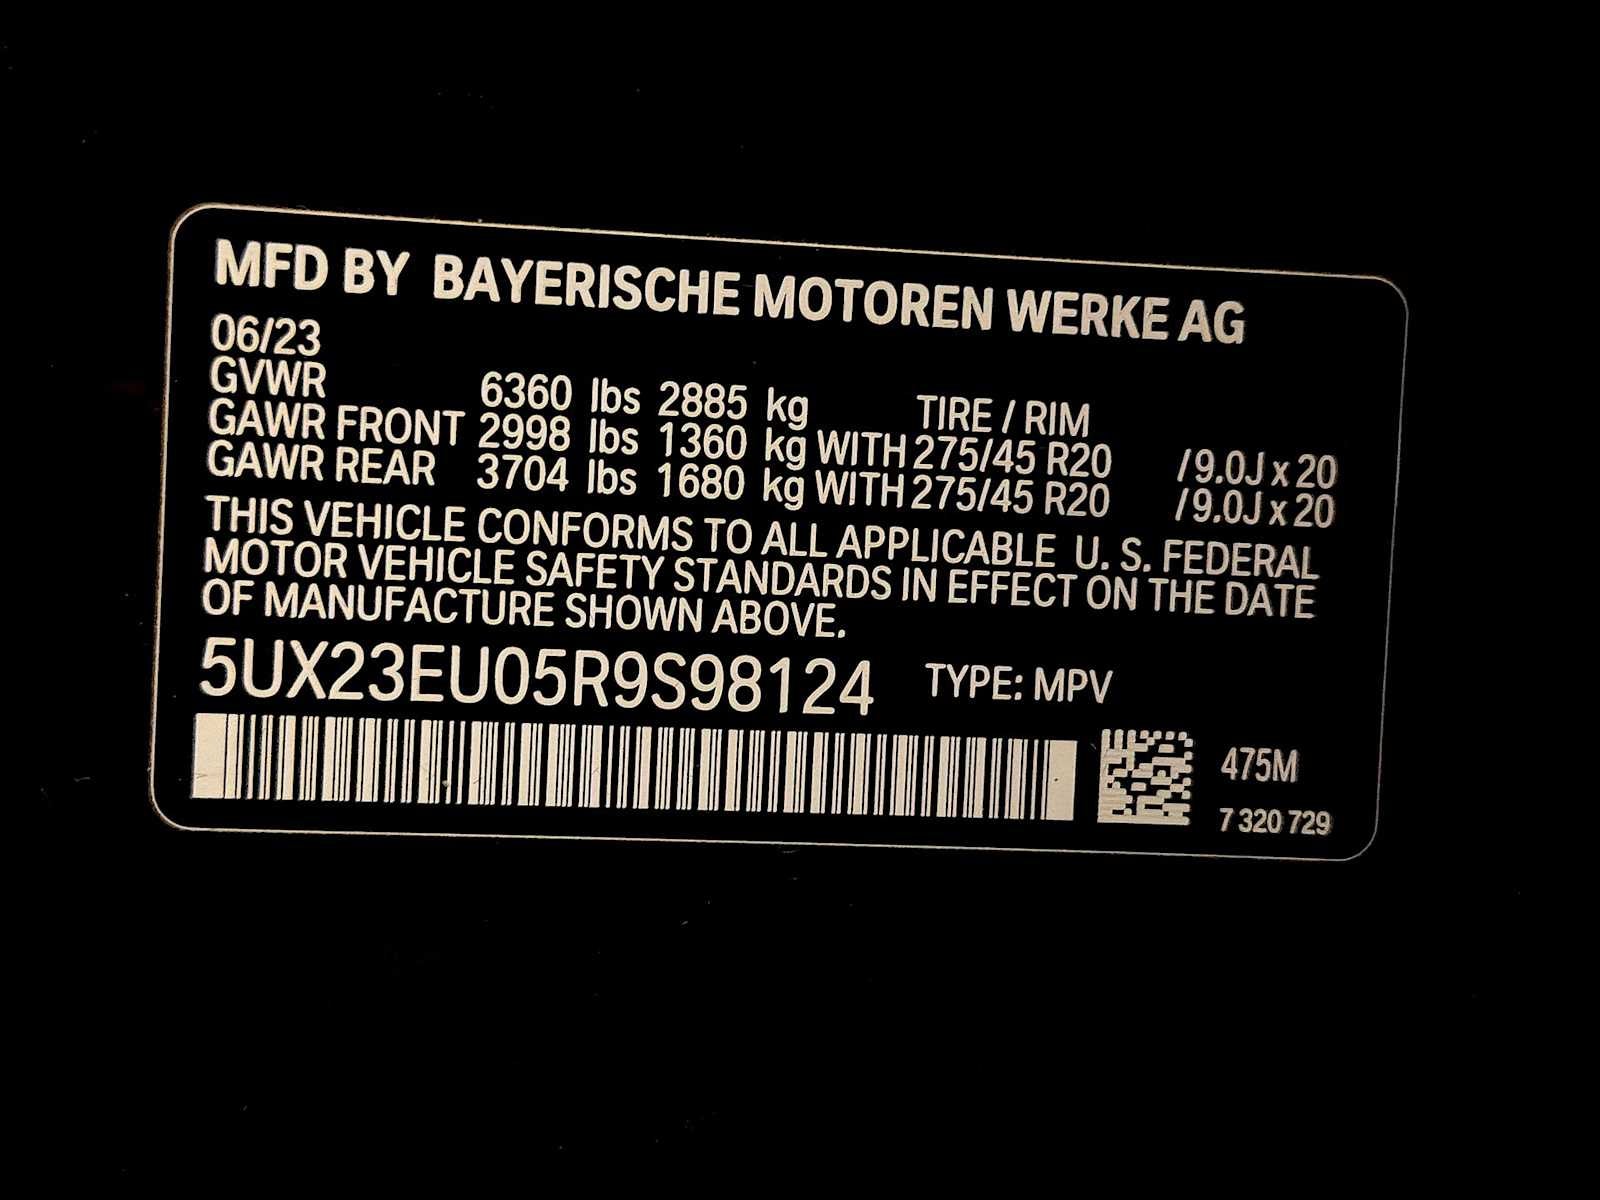 MFD BY BAYERISCHE MOTOREN WERKE AG
06/23
GVWR 6360 lbs 2885 kg TIRE / RIM
GAWR FRONT 2998 lbs 1360 kg WITH 275/45 R20 /9.0J x 20
GAWR REAR 3704 lbs 1680 kg WITH 275/45 R20 /9.0J x 20
THIS VEHICLE CONFORMS TO ALL APPLICABLE U. S. FEDERAL
MOTOR VEHICLE SAFETY STANDARDS IN EFFECT ON THE DATE
OF MANUFACTURE SHOWN ABOVE.
5UX23EU05R9S98124 TYPE: MPV
475M
7 320 729